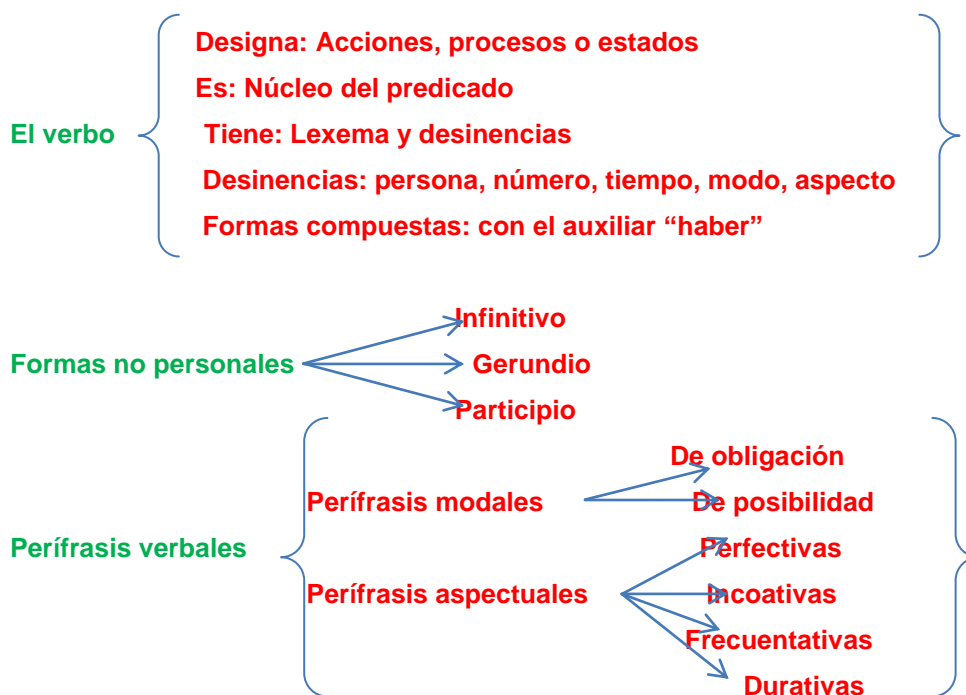 Designa: Acciones, procesos o estados
Es: Núcleo del predicado
El verbo
Tiene: Lexema y desinencias
Desinencias: persona, número, tiempo, modo, aspecto
Formas compuestas: con el auxiliar “haber”
Infinitivo
Formas no personales
Gerundio
Participio
De obligación
Perífrasis modales
De posibilidad
Perífrasis verbales
Perfectivas
Perífrasis aspectuales
Incoativas
Frecuentativas
Durativas